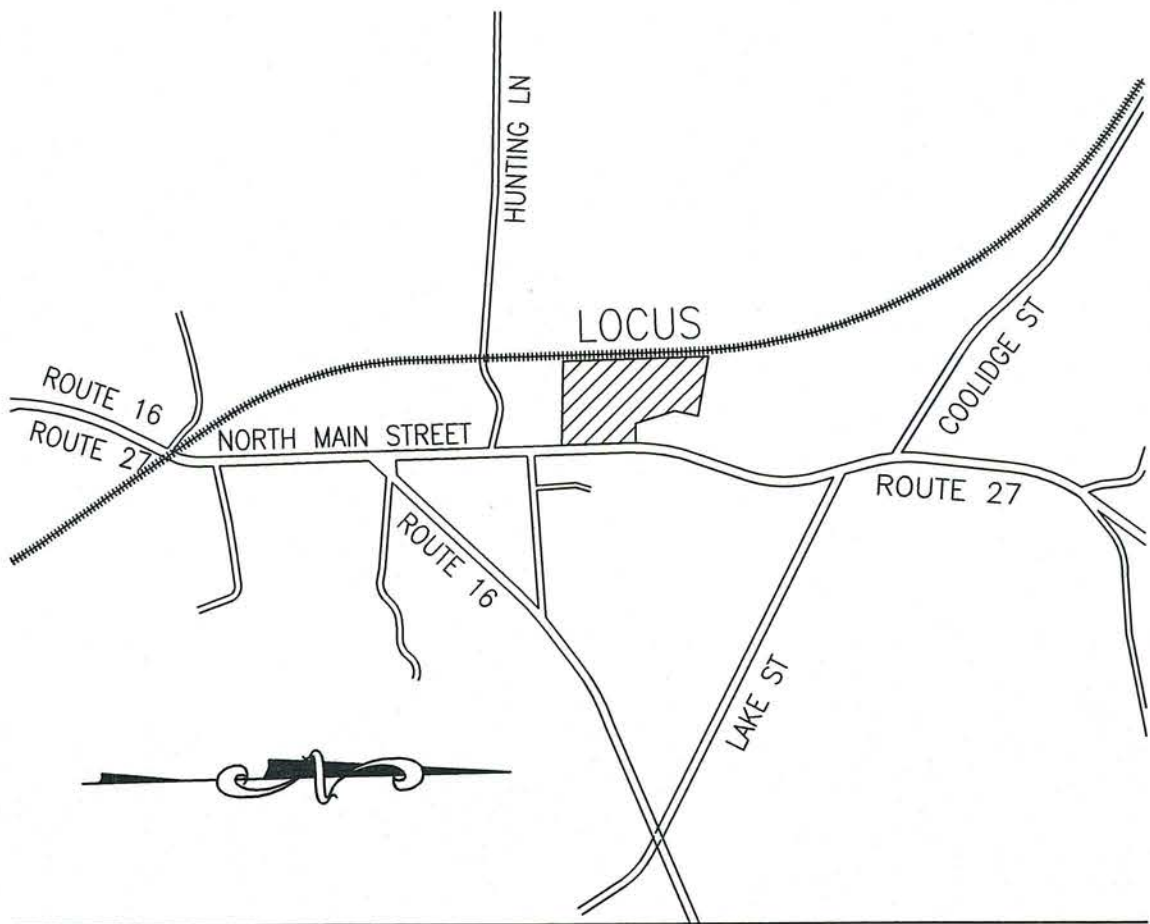 HUNTING LN
LOCUS
COOLIDGE ST
ROUTE 16
ROUTE 27
NORTH MAIN STREET
ROUTE 27
ROUTE 16
LAKE ST
N